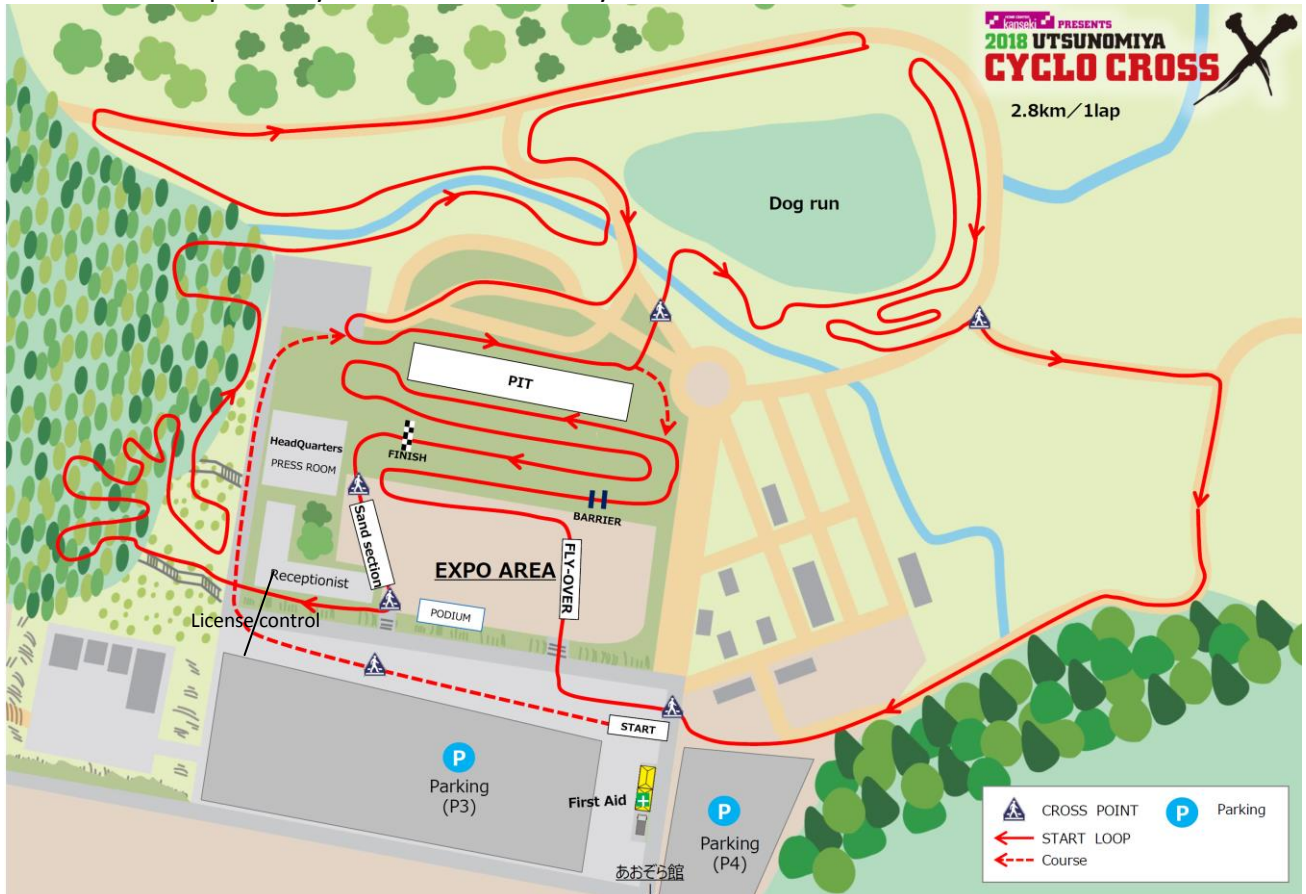 kanseki PRESENTS
2018 UTSUNOMIYA
CYCLO CROSS
2.8km／1lap
Dog run
PIT
HeadQuarters
PRESS ROOM
FINISH
BARRIER
Sand section
EXPO AREA
FLY-OVER
Receptionist
License control
PODIUM
START
P
Parking
(P3)
First Aid
P
Parking
(P4)
あおぞら館
CROSS POINT
P Parking
START LOOP
Course